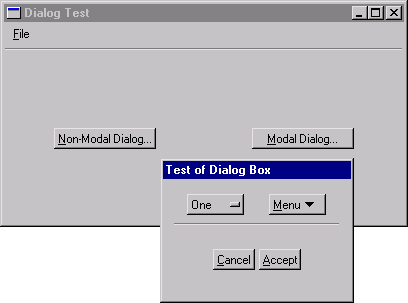 Dialog Test
File
Non-Modal Dialog... Modal Dialog...
Test of Dialog Box
One Menu
Cancel Accept